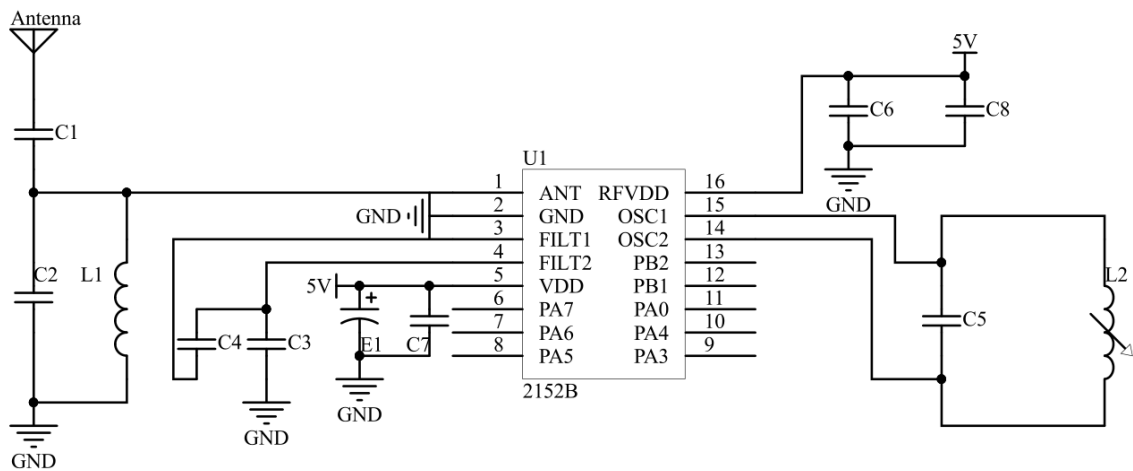 Antenna
5V
C6
C8
C1
U1
1
ANT
RFVDD
16
GND
2
GND
OSC1
15
GND
3
FILT1
OSC2
14
4
FILT2
PB2
13
C2
L1
5V
5
VDD
PB1
12
L2
6
PA7
PA0
11
C5
7
PA6
PA4
10
C4
C3
E1
C7
8
PA5
PA3
9
+
2152B
GND
GND
GND